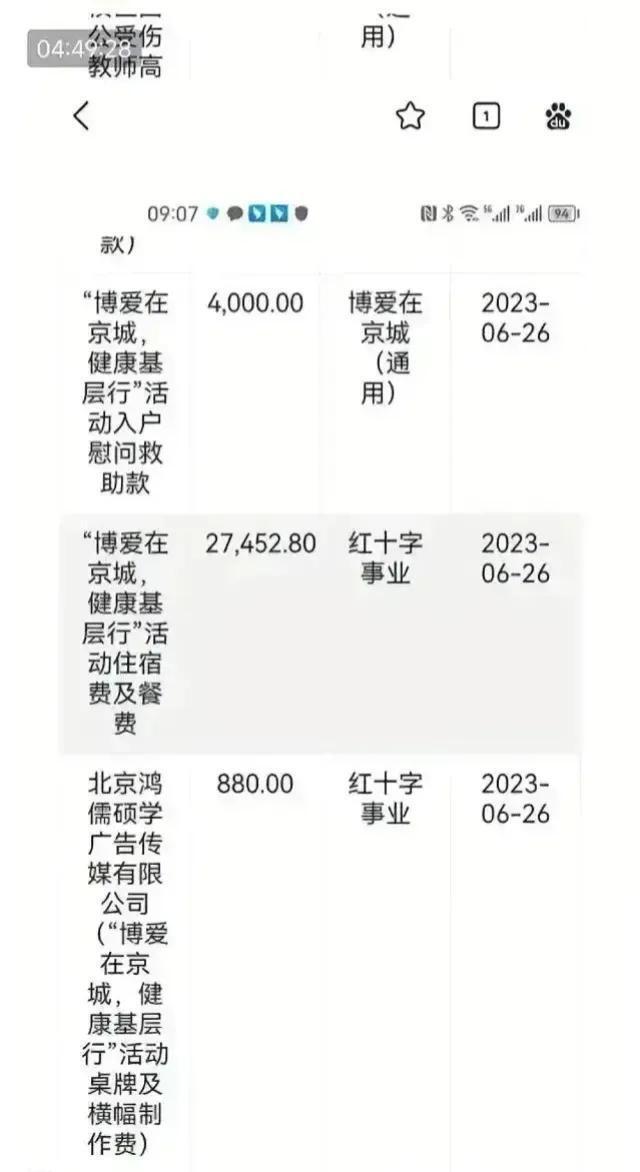 公受伤
用）
04:49:28
教师高
1
du
09:07
5G
94
款）
“博爱在
京城，
健康基
层行”活
动入户
慰问救
助款
4,000.00
博爱在
京城
（通
用）
2023-
06-26
“博爱在
京城，
健康基
层行”活
动住宿
费及餐
费
27,452.80
红十字
事业
2023-
06-26
北京鸿
儒硕学
广告传
媒有限
公司
（“博爱
在京
城，健
康基层
行”活动
桌牌及
横幅制
作费）
880.00
红十字
事业
2023-
06-26